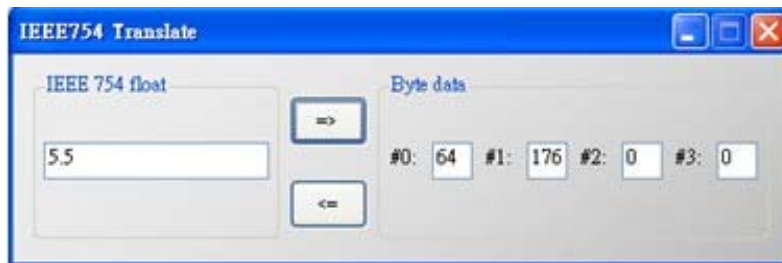 IEEE754 Translate
IEEE 754 float
Byte data
=>
5.5
#0: 64 #1: 176 #2: 0 #3: 0
<=